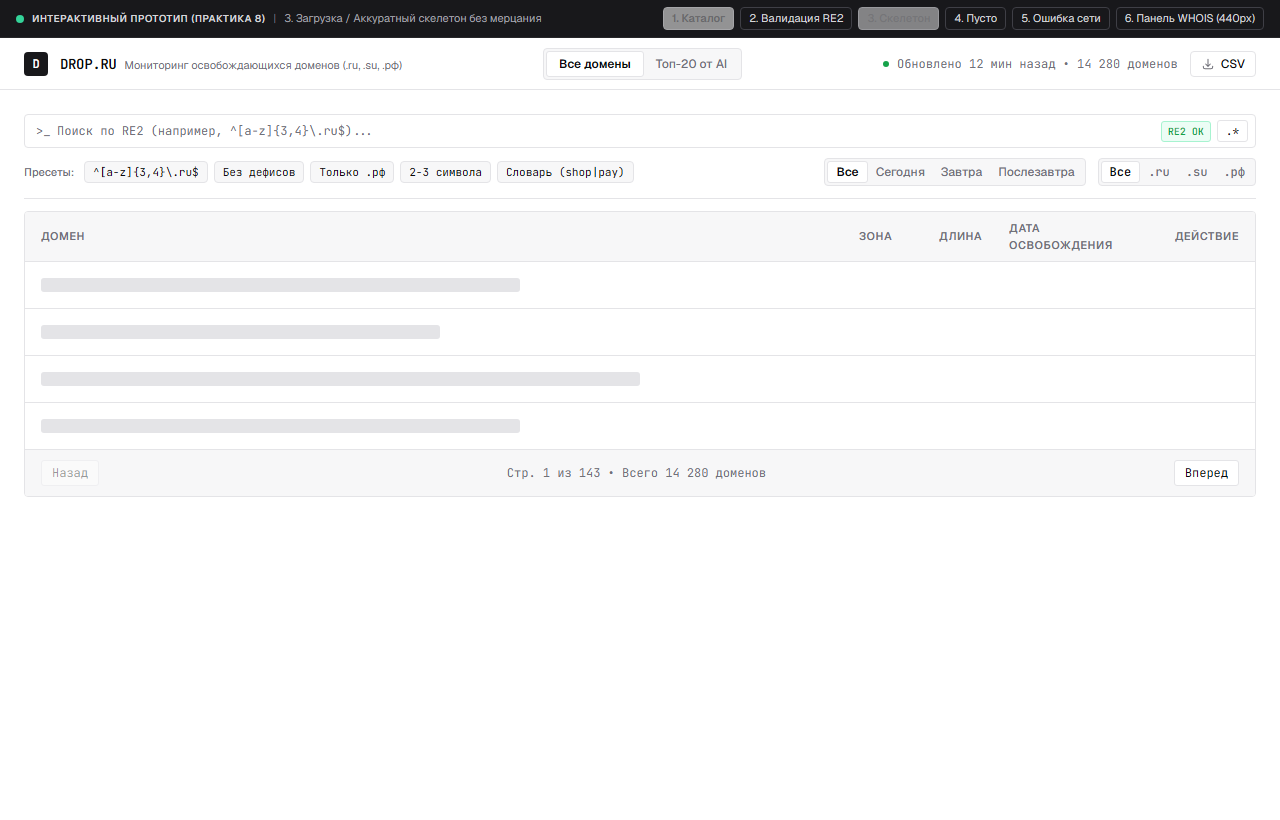 ИНТЕРАКТИВНЫЙ ПРОТОТИП (ПРАКТИКА 8) | 3. Загрузка / Аккуратный скелетон без мерцания 1. Каталог 2. Валидация RE2 3. Скелетон 4. Пусто 5. Ошибка сети 6. Панель WHOIS (440px)
D DROP.RU Мониторинг освобождающихся доменов (.ru, .su, .рф) Все домены Топ-20 от AI Обновлено 12 мин назад • 14 280 доменов CSV
>_ Поиск по RE2 (например, ^[a-z]{3,4}\.ru$)... RE2 OK .*
Пресеты: ^[a-z]{3,4}\.ru$ Без дефисов Только .рф 2-3 символа Словарь (shop|pay) Все Сегодня Завтра Послезавтра Все .ru .su .рф
ДОМЕН ЗОНА ДЛИНА ДАТА ОСВОБОЖДЕНИЯ ДЕЙСТВИЕ
Назад Стр. 1 из 143 • Всего 14 280 доменов Вперед